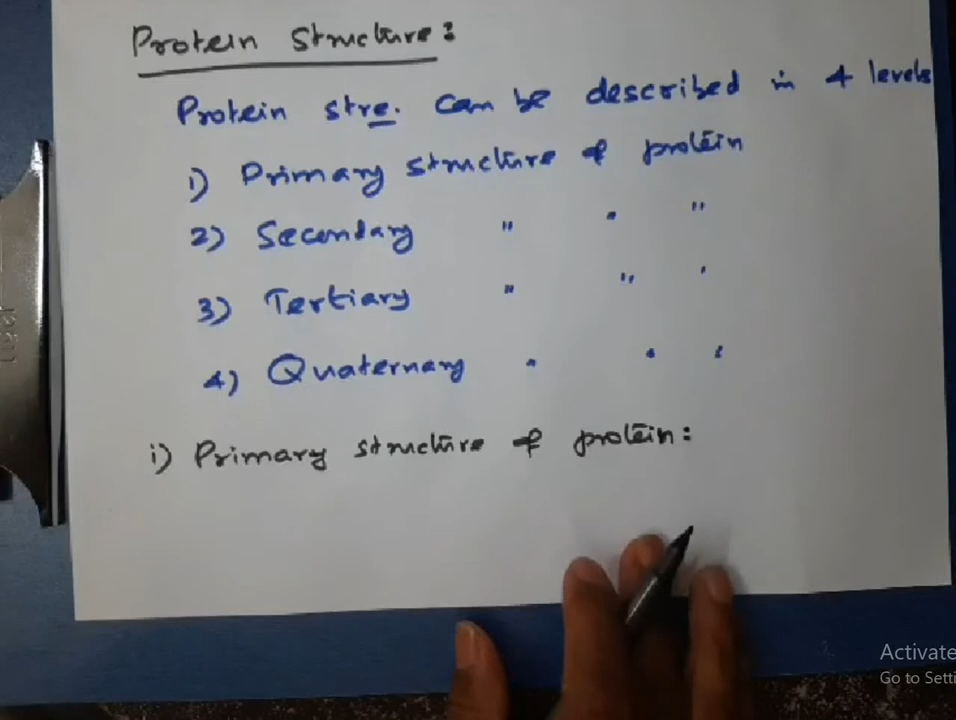 Protein Structure:
Protein stre. can be described in 4 levels
1) Primary structure of protein
2) Secondary " " "
3) Tertiary " " "
4) Quaternary " " "
i) Primary structure of protein:
Activate
Go to Setti